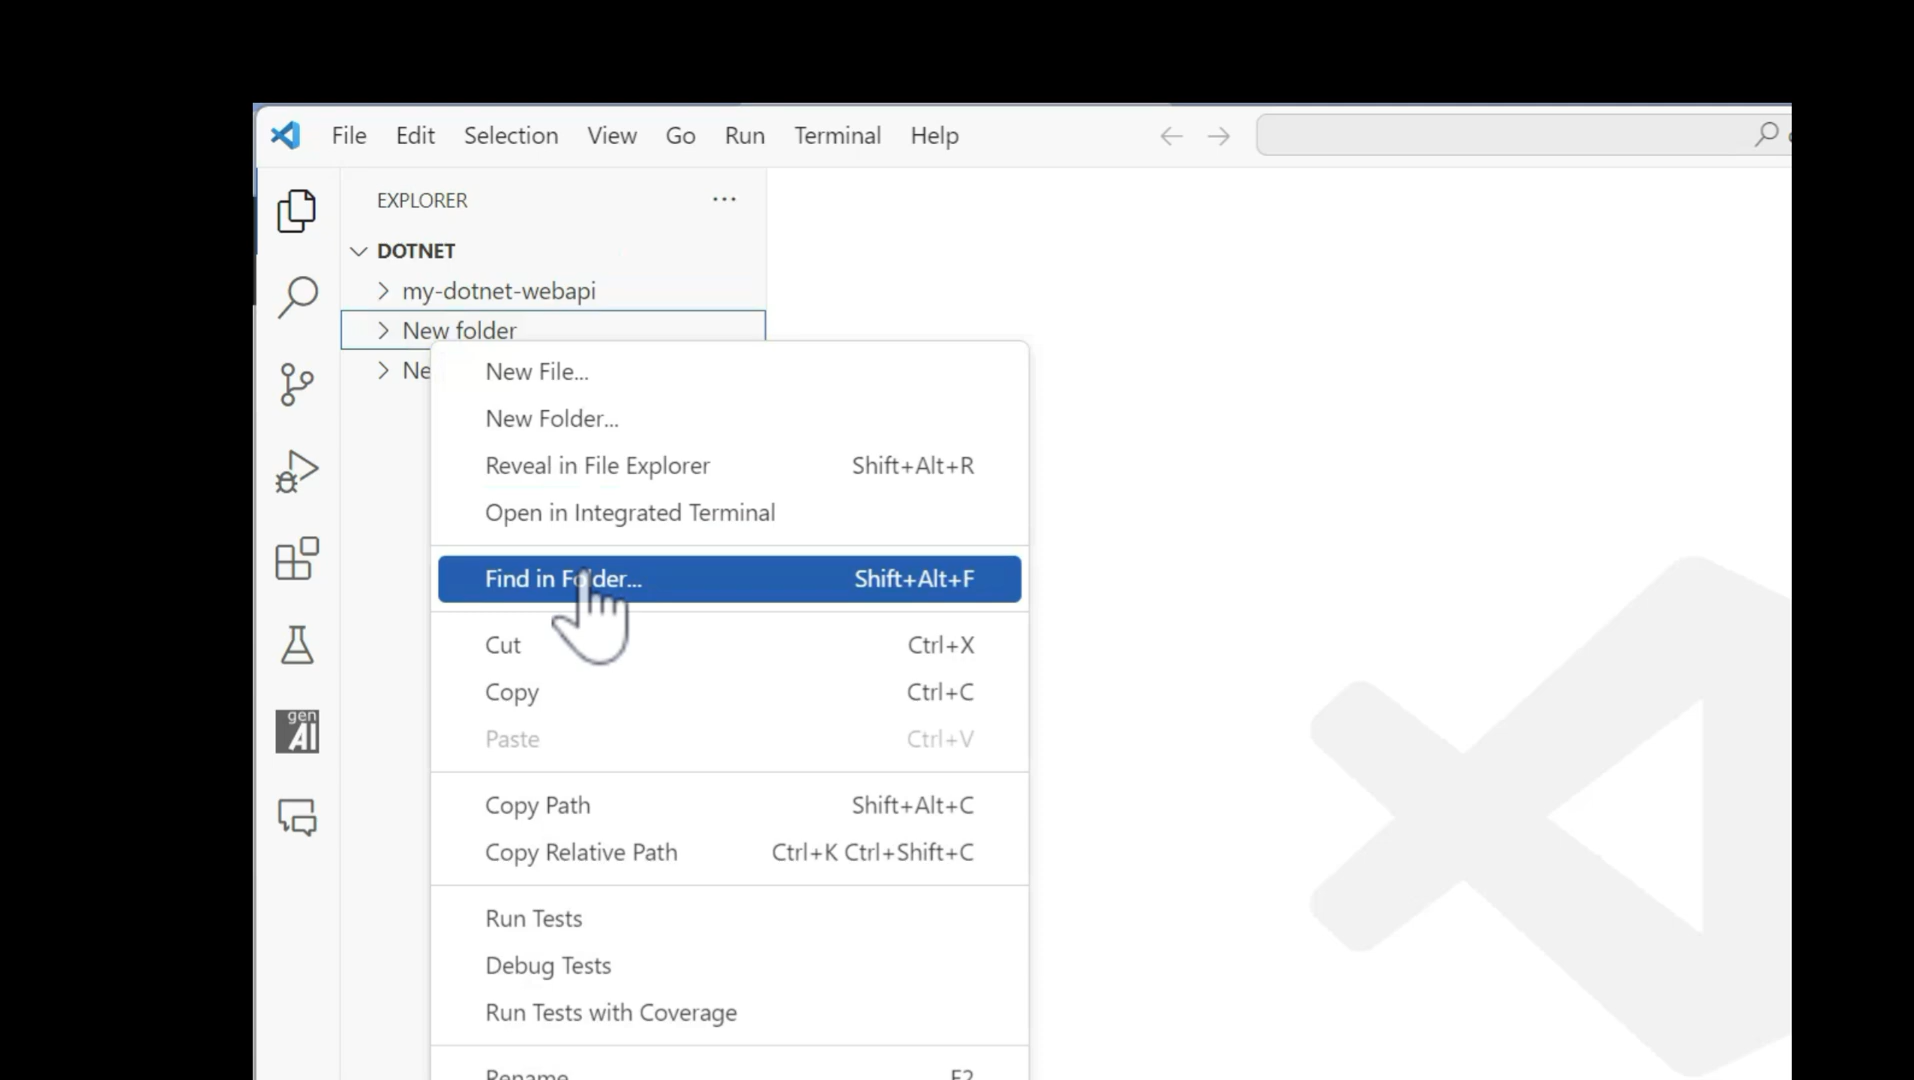 File Edit Selection View Go Run Terminal Help
EXPLORER
DOTNET
my-dotnet-webapi
New folder
Ne
New File...
New Folder...
Reveal in File Explorer Shift+Alt+R
Open in Integrated Terminal
Find in Folder... Shift+Alt+F
Cut Ctrl+X
Copy Ctrl+C
Paste Ctrl+V
gen
AI
Copy Path Shift+Alt+C
Copy Relative Path Ctrl+K Ctrl+Shift+C
Run Tests
Debug Tests
Run Tests with Coverage
Rename... F2